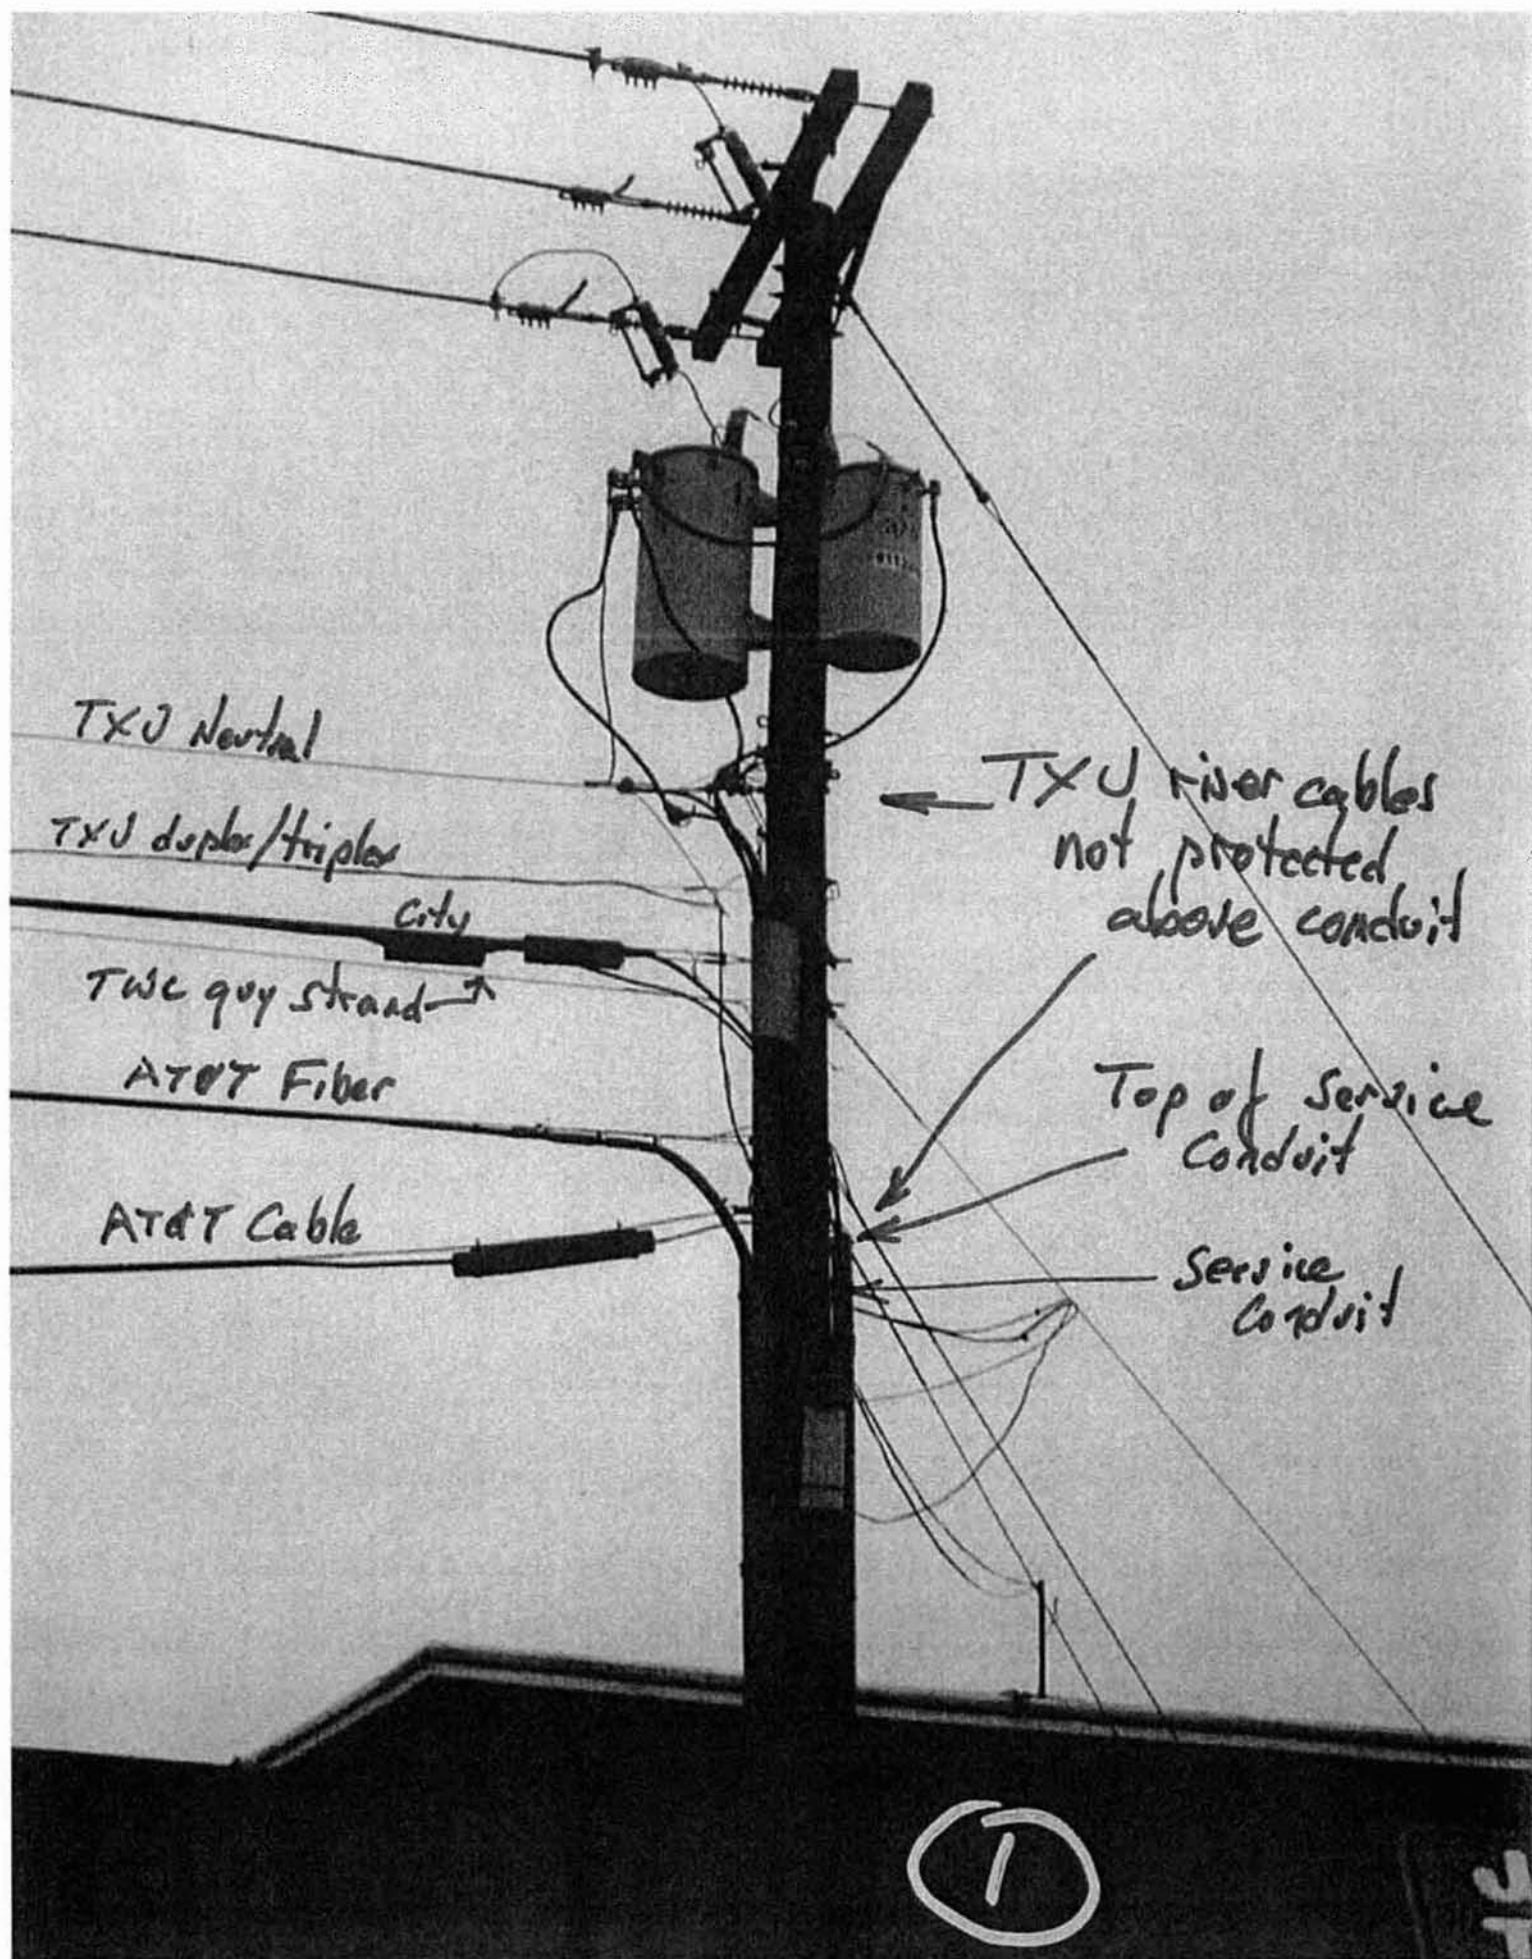 TXU Neutral
TXU duplex/triplex
City
TWC guy strand
AT&T Fiber
AT&T Cable
TXU riser cables
not protected
above conduit
Top of Service
Conduit
Service
Conduit
1